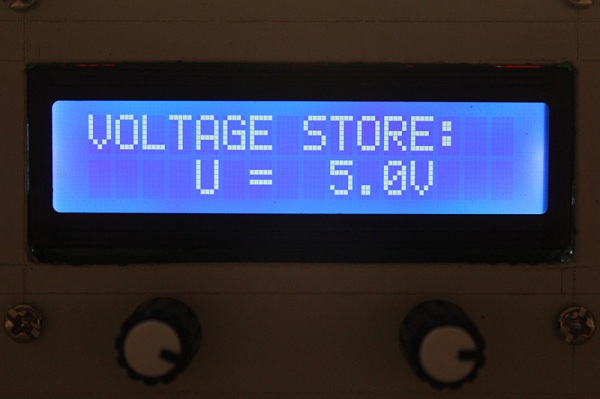 VOLTAGE STORE:
U = 5.0V